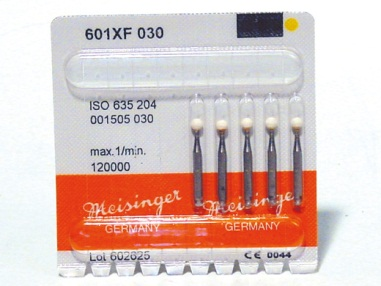 601XF 030
ISO 635 204
001505 030
max.1/min.
120000
Meisinger Meisinger
GERMANY GERMANY
Lot 602625 CE 0044